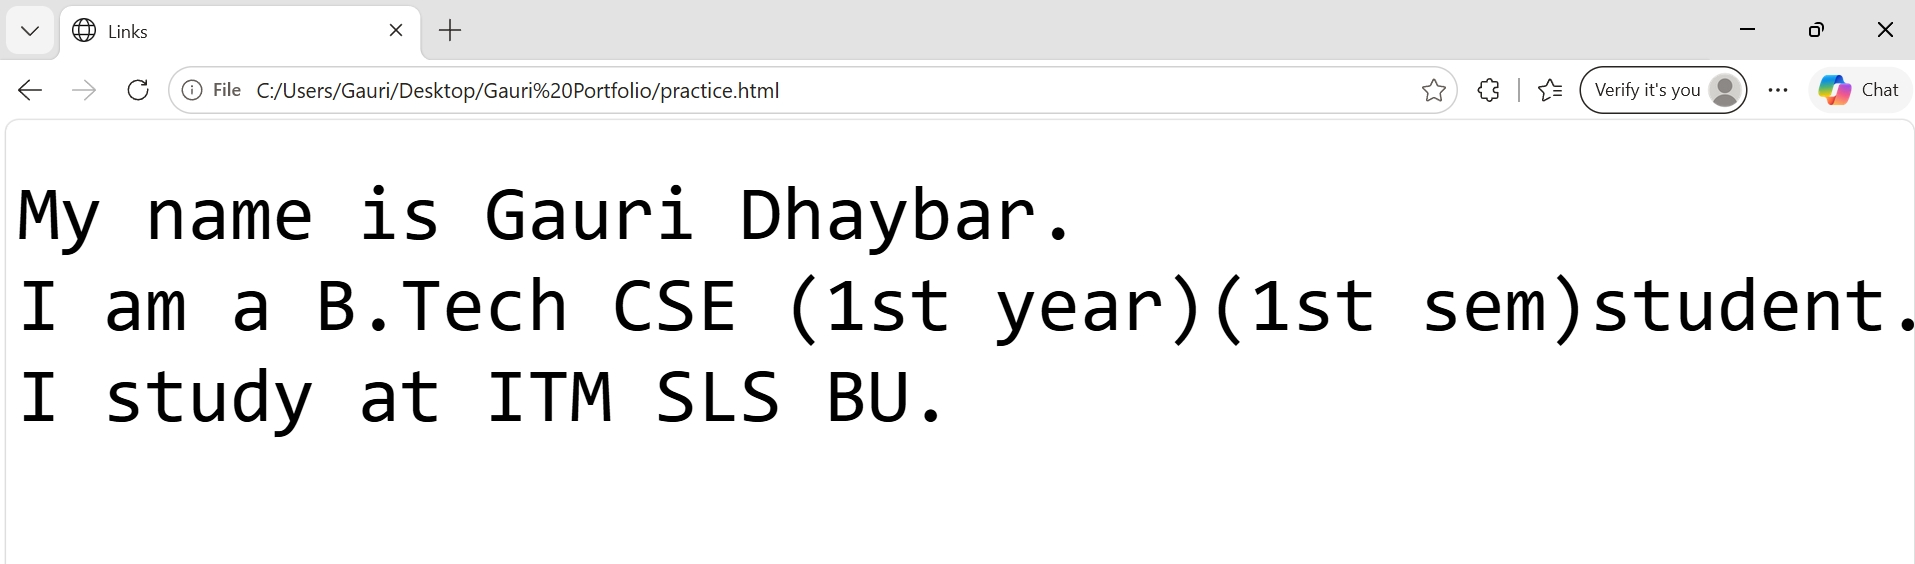 Links
File C:/Users/Gauri/Desktop/Gauri%20Portfolio/practice.html Verify it's you Chat
My name is Gauri Dhaybar.
I am a B.Tech CSE (1st year)(1st sem)student.
I study at ITM SLS BU.